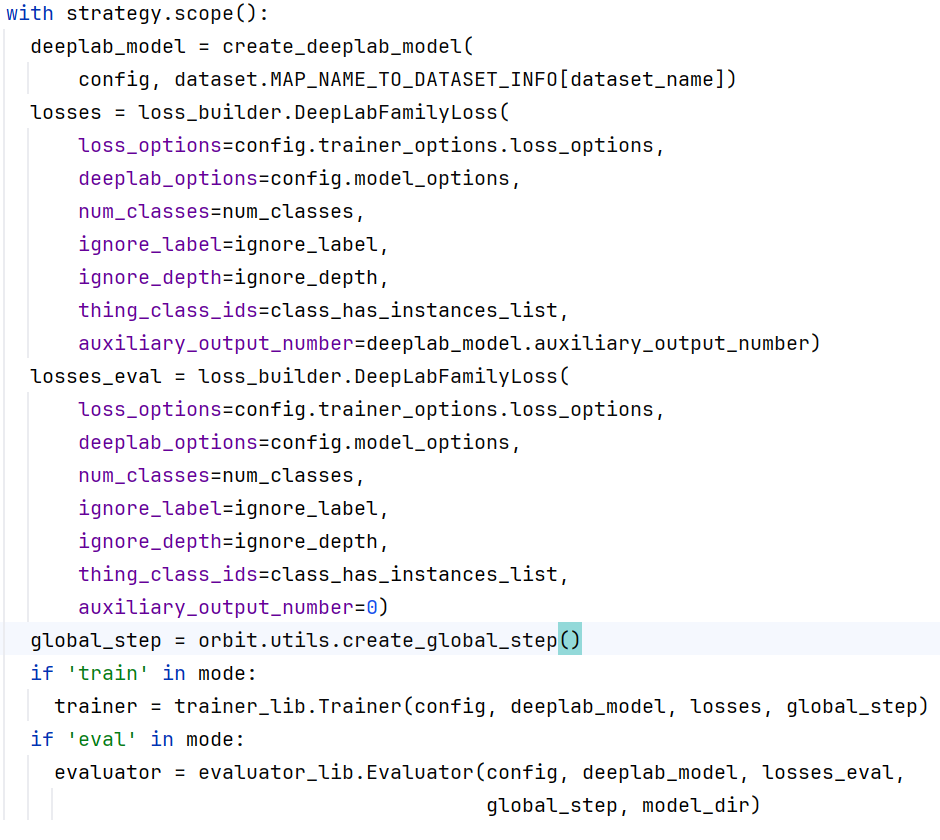 with strategy.scope():
  deeplab_model = create_deeplab_model(
      config, dataset.MAP_NAME_TO_DATASET_INFO[dataset_name])
  losses = loss_builder.DeepLabFamilyLoss(
      loss_options=config.trainer_options.loss_options,
      deeplab_options=config.model_options,
      num_classes=num_classes,
      ignore_label=ignore_label,
      ignore_depth=ignore_depth,
      thing_class_ids=class_has_instances_list,
      auxiliary_output_number=deeplab_model.auxiliary_output_number)
  losses_eval = loss_builder.DeepLabFamilyLoss(
      loss_options=config.trainer_options.loss_options,
      deeplab_options=config.model_options,
      num_classes=num_classes,
      ignore_label=ignore_label,
      ignore_depth=ignore_depth,
      thing_class_ids=class_has_instances_list,
      auxiliary_output_number=0)
  global_step = orbit.utils.create_global_step()
  if 'train' in mode:
    trainer = trainer_lib.Trainer(config, deeplab_model, losses, global_step)
  if 'eval' in mode:
    evaluator = evaluator_lib.Evaluator(config, deeplab_model, losses_eval,
                                        global_step, model_dir)